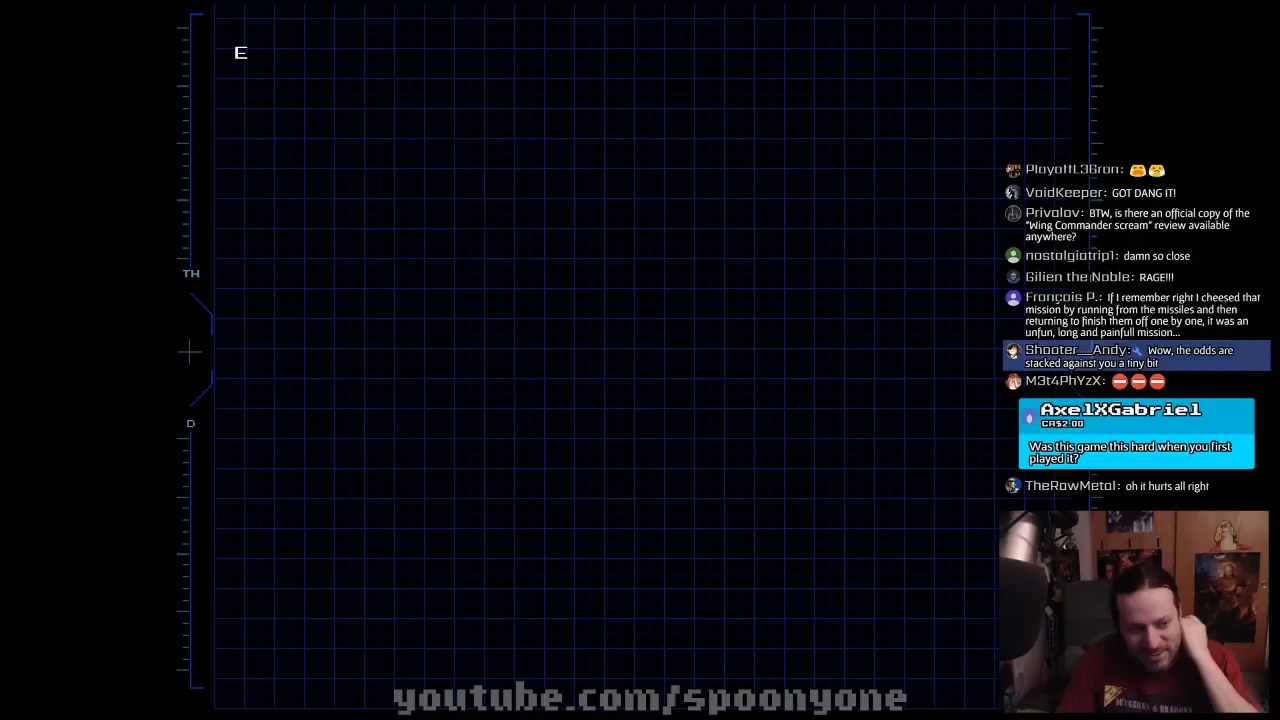 E
TH
D
PlayoffL3Gron:
VoidKeeper: GOT DANG IT!
Privolov: BTW, is there an official copy of the
"Wing Commander scream" review available
anywhere?
nostalgiatrip1: damn so close
Gilien the Noble: RAGE!!!
François P.: If I remember right I cheesed that
mission by running from the missiles and then
returning to finish them off one by one, it was an
unfun, long and painfull mission...
Shooter__Andy: Wow, the odds are
stacked against you a tiny bit
M3t4PhYzX:
AxelXGabriel
CA$2.00
Was this game this hard when you first
played it?
TheRawMetal: oh it hurts all right
DUNGEONS & DRAGONS
youtube.com/spoonyone